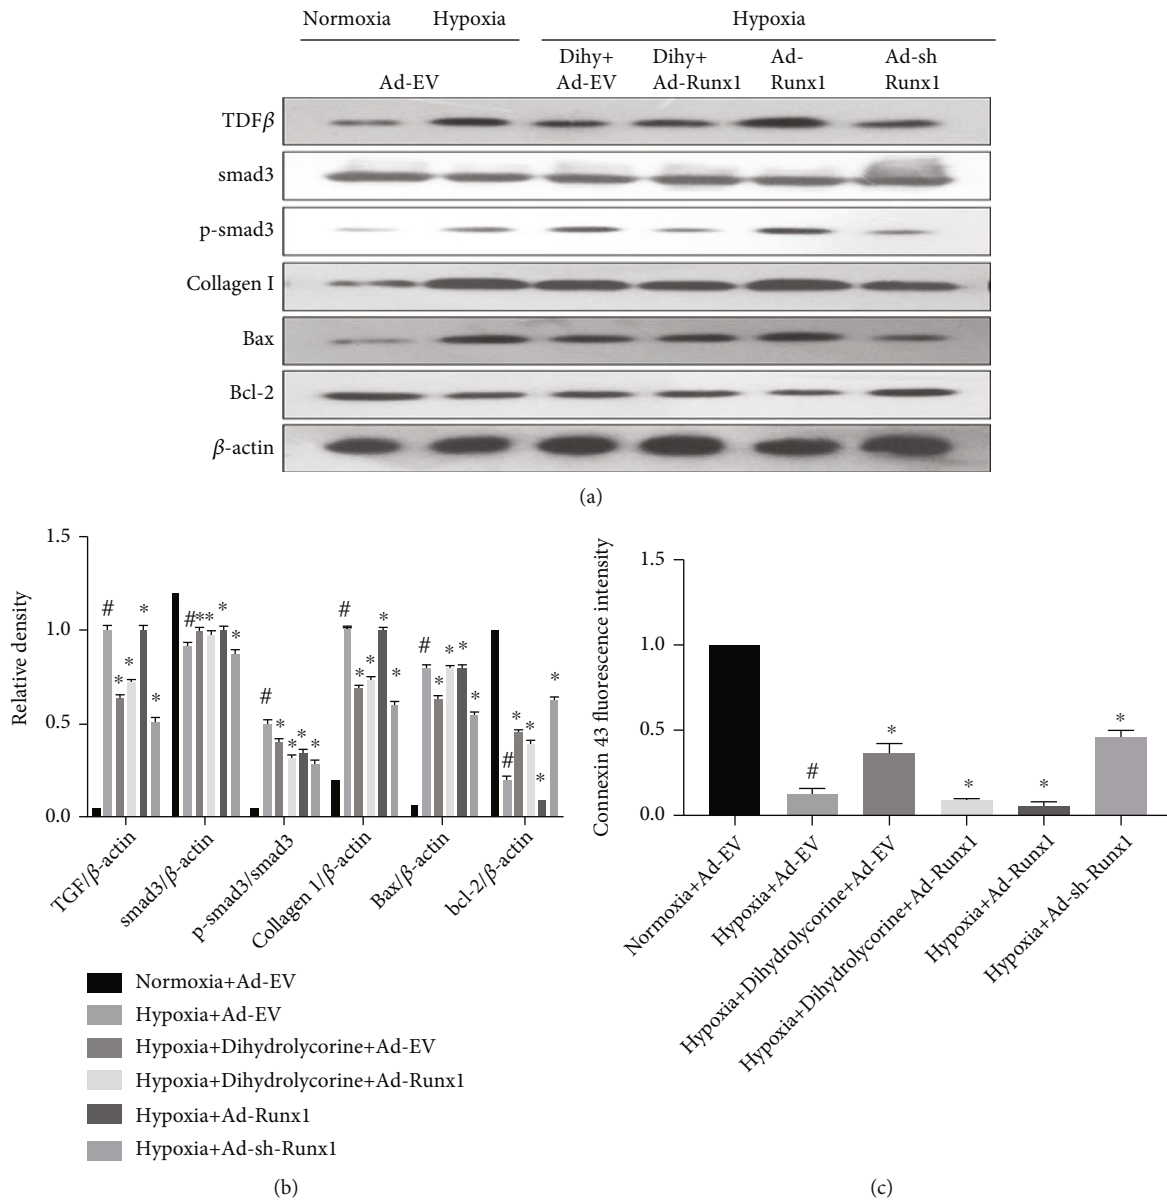 Normoxia Hypoxia Hypoxia
Dihy+ Dihy+ Ad- Ad-sh
Ad-EV Ad-EV Ad-Runx1 Runx1 Runx1
TDFβ
smad3
p-smad3
Collagen I
Bax
Bcl-2
β-actin
(a)
Relative density
1.5
1.0
0.5
0.0
# * * * *
# * * * *
# * * * *
# * * * *
# * * * *
# * * * *
TGF/β-actin
smad3/β-actin
p-smad3/smad3
Collagen 1/β-actin
Bax/β-actin
bcl-2/β-actin
Normoxia+Ad-EV
Hypoxia+Ad-EV
Hypoxia+Dihydrolycorine+Ad-EV
Hypoxia+Dihydrolycorine+Ad-Runx1
Hypoxia+Ad-Runx1
Hypoxia+Ad-sh-Runx1
(b)
Connexin 43 fluorescence intensity
1.5
1.0
0.5
0.0
# * * * *
Normoxia+Ad-EV
Hypoxia+Ad-EV
Hypoxia+Dihydrolycorine+Ad-EV
Hypoxia+Dihydrolycorine+Ad-Runx1
Hypoxia+Ad-Runx1
Hypoxia+Ad-sh-Runx1
(c)